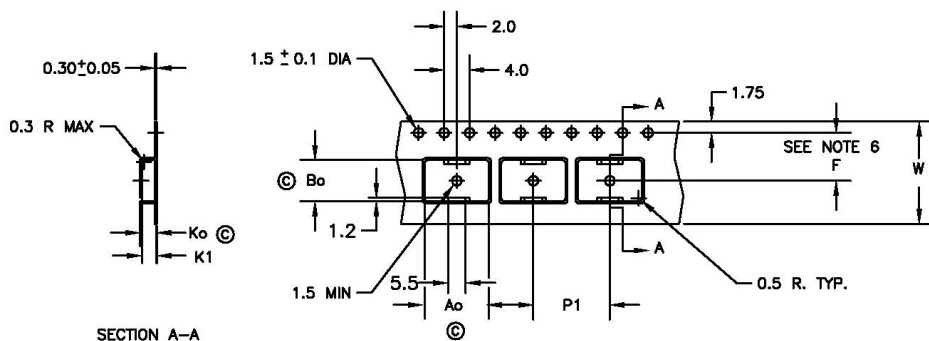 2.0
1.5 ± 0.1 DIA
0.30±0.05
4.0
A
1.75
0.3 R MAX
SEE NOTE 6
F
W
Ⓒ Bo
1.2
Ko Ⓒ
K1
A
5.5
1.5 MIN
0.5 R. TYP.
Ao
P1
Ⓒ
SECTION A-A